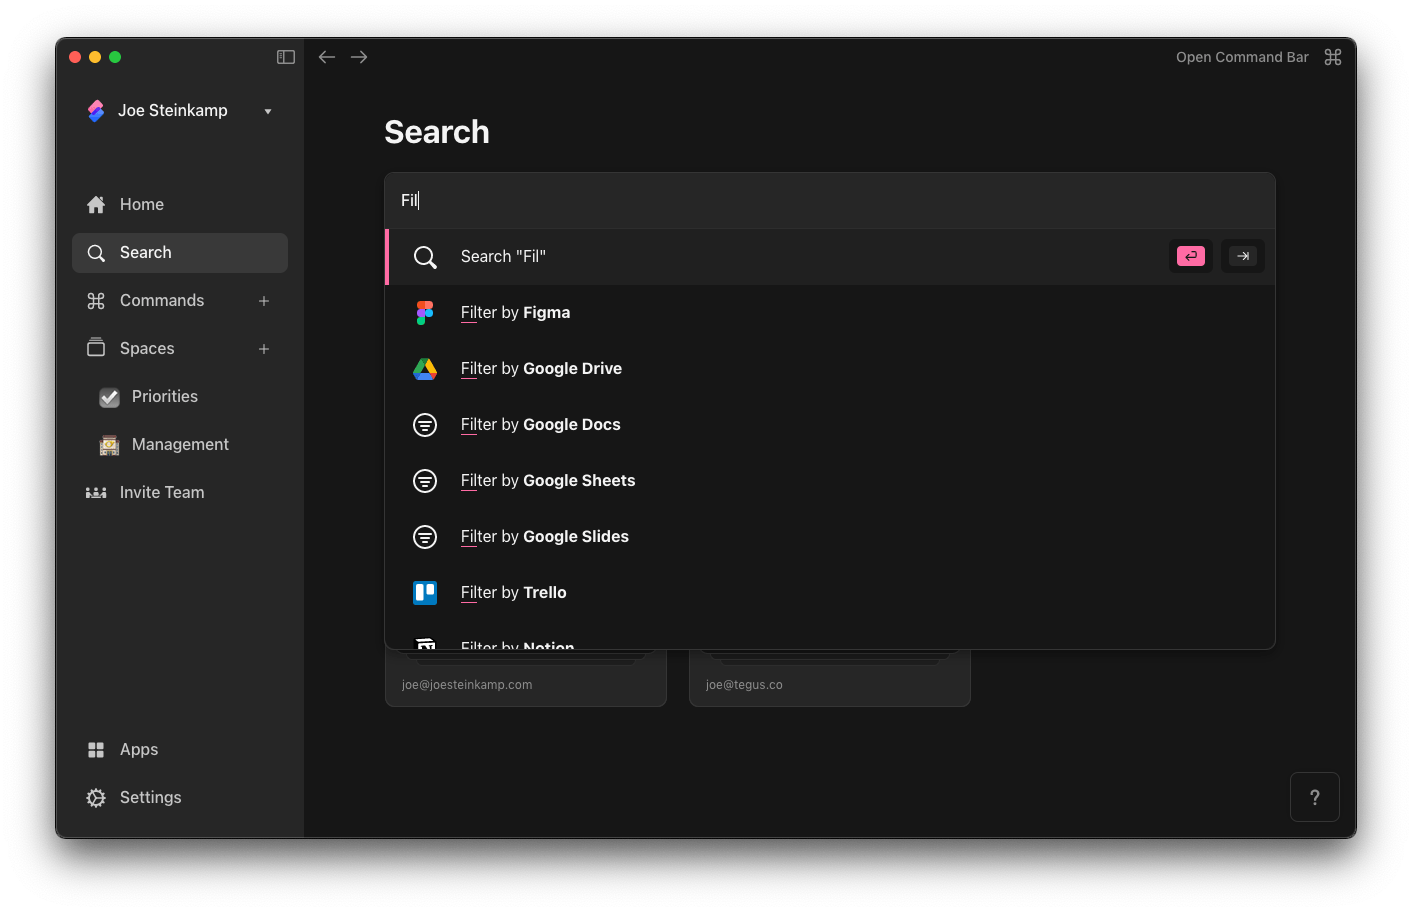 Open Command Bar
Joe Steinkamp
Home
Search
Commands
Spaces
Priorities
Management
Invite Team
Apps
Settings
Search
Fil
Search "Fil"
Filter by Figma
Filter by Google Drive
Filter by Google Docs
Filter by Google Sheets
Filter by Google Slides
Filter by Trello
Filter by Notion
joe@joesteinkamp.com
joe@tegus.co
?